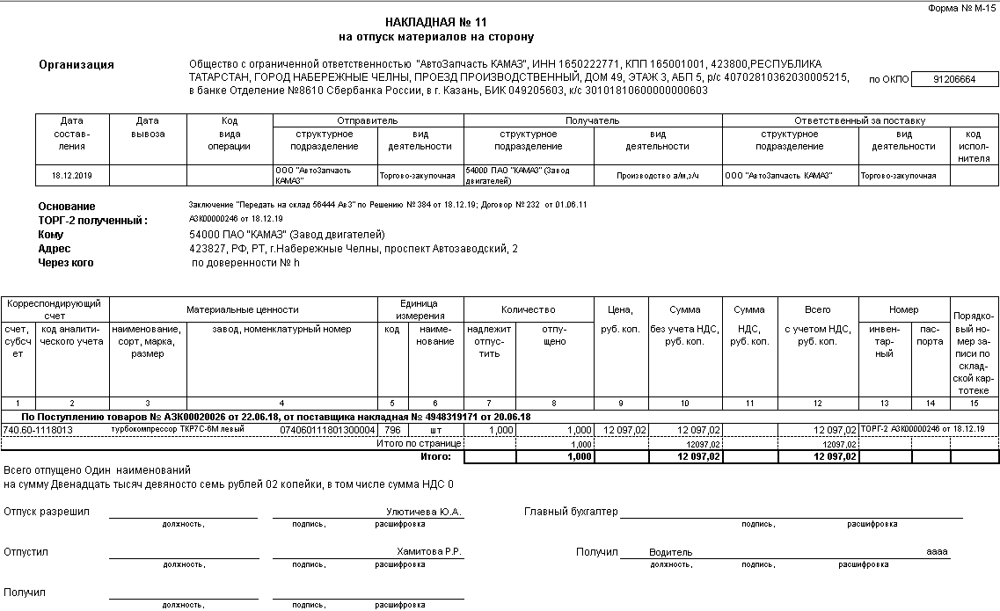 Форма № М-15
НАКЛАДНАЯ № 11
на отпуск материалов на сторону
Организация
Общество с ограниченной ответственностью "АвтоЗапчасть КАМАЗ", ИНН 1650222771, КПП 165001001, 423800,РЕСПУБЛИКА
ТАТАРСТАН, ГОРОД НАБЕРЕЖНЫЕ ЧЕЛНЫ, ПРОЕЗД ПРОИЗВОДСТВЕННЫЙ, ДОМ 49, ЭТАЖ 3, АБП 5, р/с 40702810362030005215,
в банке Отделение №8610 Сбербанка России, в г. Казань, БИК 049205603, к/с 30101810600000000603
по ОКПО 91206664
Дата состав- ления
Дата вывоза
Код вида операции
Отправитель
Получатель
Ответственный за поставку
структурное подразделение
вид деятельности
структурное подразделение
вид деятельности
структурное подразделение
вид деятельности
код испол- нителя
18.12.2019
ООО "АвтоЗапчасть КАМАЗ"
Торгово-закупочная
54000 ПАО "КАМАЗ" (Завод двигателей)
Производство а/м,з/ч
ООО "АвтоЗапчасть КАМАЗ"
Торгово-закупочная
Основание Заключение "Передать на склад 56444 АвЗ" по Решению № 384 от 18.12.19; Договор № 232 от 01.06.11
ТОРГ-2 полученный : АЗК00000246 от 18.12.19
Кому 54000 ПАО "КАМАЗ" (Завод двигателей)
Адрес 423827, РФ, РТ, г.Набережные Челны, проспект Автозаводский, 2
Через кого по доверенности № h
Корреспондирующий счет
Материальные ценности
Единица измерения
Количество
Цена, руб. коп.
Сумма без учета НДС, руб. коп.
Сумма НДС, руб. коп.
Всего с учетом НДС, руб. коп.
Номер
Порядко- вый но- мер за- писи по склад- ской кар- тотеке
счет, субсч ет
код аналити- ческого учета
наименование, сорт, марка, размер
завод, номенклатурный номер
код
наиме- нование
надлежит отпус- тить
отпу- щено
инвен- тар- ный
пас- порта
1 2 3 4 5 6 7 8 9 10 11 12 13 14 15
По Поступлению товаров № АЗК00020026 от 22.06.18, от поставщика накладная № 4948319171 от 20.06.18
740.60-1118013 турбокомпрессор ТКР7С-6М левый 074060111801300004 796 шт 1,000 1,000 12 097,02 12 097,02 12 097,02 ТОРГ-2 АЗК00000246 от 18.12.19
Итого по странице 1,000 12097,02 12097,02
Итого: 1,000 12 097,02 12 097,02
Всего отпущено Один наименований
на сумму Двенадцать тысяч девяносто семь рублей 02 копейки, в том числе сумма НДС 0
Отпуск разрешил Улютичева Ю.А. Главный бухгалтер
должность, подпись, расшифровка подпись, расшифровка
Отпустил Хамитова Р.Р. Получил Водитель аааа
должность, подпись, расшифровка должность, подпись, расшифровка
Получил
должность, подпись, расшифровка